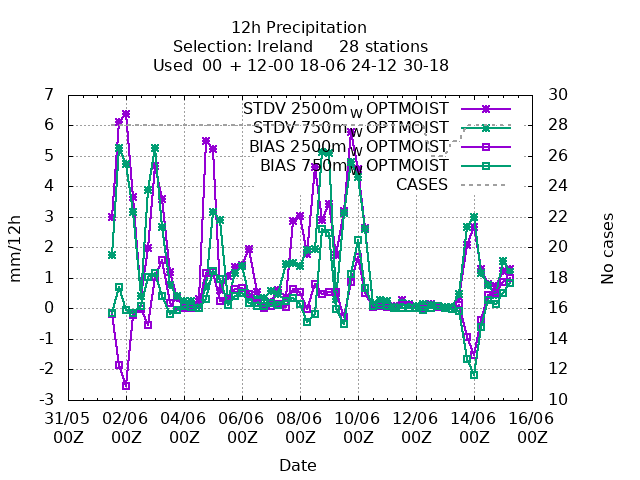 12h Precipitation
Selection: Ireland 28 stations
Used 00 + 12-00 18-06 24-12 30-18
STDV 2500m_W OPTMOIST
STDV 750m_W OPTMOIST
BIAS 2500m_W OPTMOIST
BIAS 750m_W OPTMOIST
CASES
7
6
5
4
3
2
1
0
-1
-2
-3
mm/12h
30
28
26
24
22
20
18
16
14
12
10
No cases
31/05 02/06 04/06 06/06 08/06 10/06 12/06 14/06 16/06
00Z 00Z 00Z 00Z 00Z 00Z 00Z 00Z 00Z
Date